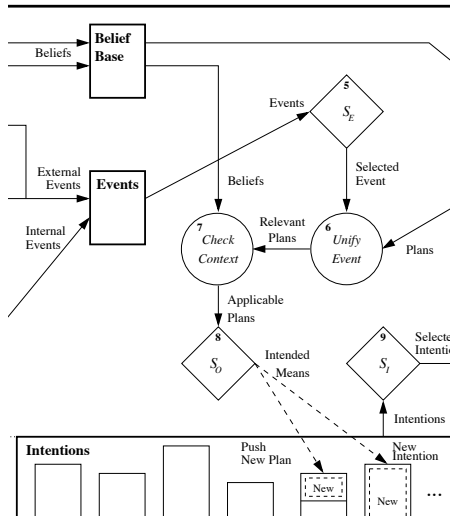 Belief
Base
Beliefs
5
S_E
Events
External
Events
Events
Selected
Event
Beliefs
Internal
Events
7
Check
Context
Relevant
Plans
6
Unify
Event
Plans
Applicable
Plans
8
S_O
Intended
Means
9
S_I
Selecte
Intentio
Intentions
Intentions
Push
New Plan
New
Intention
New
New
...